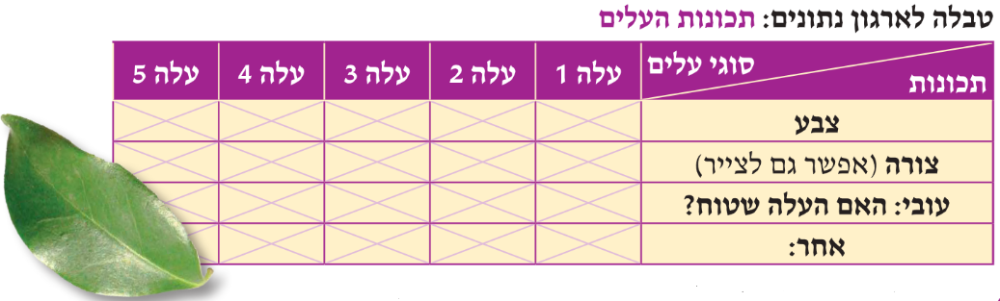 טבלה לארגון נתונים: תכונות העלים
סוגי עלים
תכונות
עלה 1 עלה 2 עלה 3 עלה 4 עלה 5
צבע
צורה (אפשר גם לצייר)
עובי: האם העלה שטוח?
אחר: